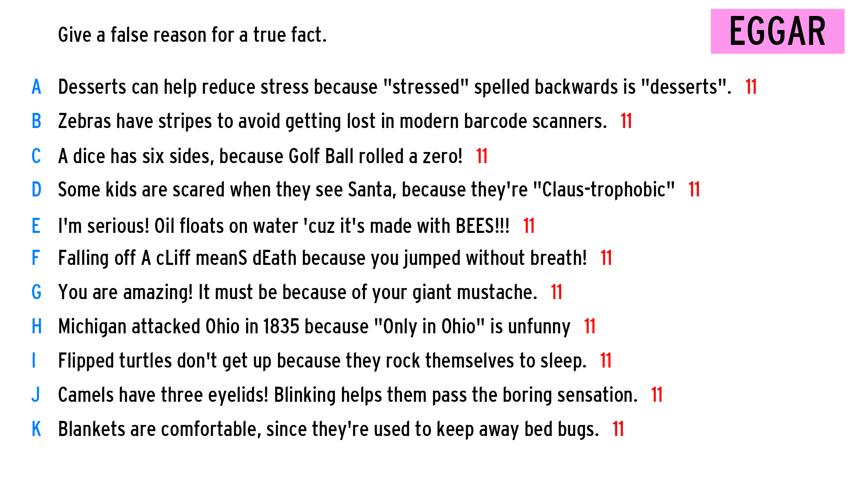 Give a false reason for a true fact.
EGGAR
A Desserts can help reduce stress because "stressed" spelled backwards is "desserts". 11
B Zebras have stripes to avoid getting lost in modern barcode scanners. 11
C A dice has six sides, because Golf Ball rolled a zero! 11
D Some kids are scared when they see Santa, because they're "Claus-trophobic" 11
E I'm serious! Oil floats on water 'cuz it's made with BEES!!! 11
F Falling off A cLiff meanS dEath because you jumped without breath! 11
G You are amazing! It must be because of your giant mustache. 11
H Michigan attacked Ohio in 1835 because "Only in Ohio" is unfunny 11
I Flipped turtles don't get up because they rock themselves to sleep. 11
J Camels have three eyelids! Blinking helps them pass the boring sensation. 11
K Blankets are comfortable, since they're used to keep away bed bugs. 11